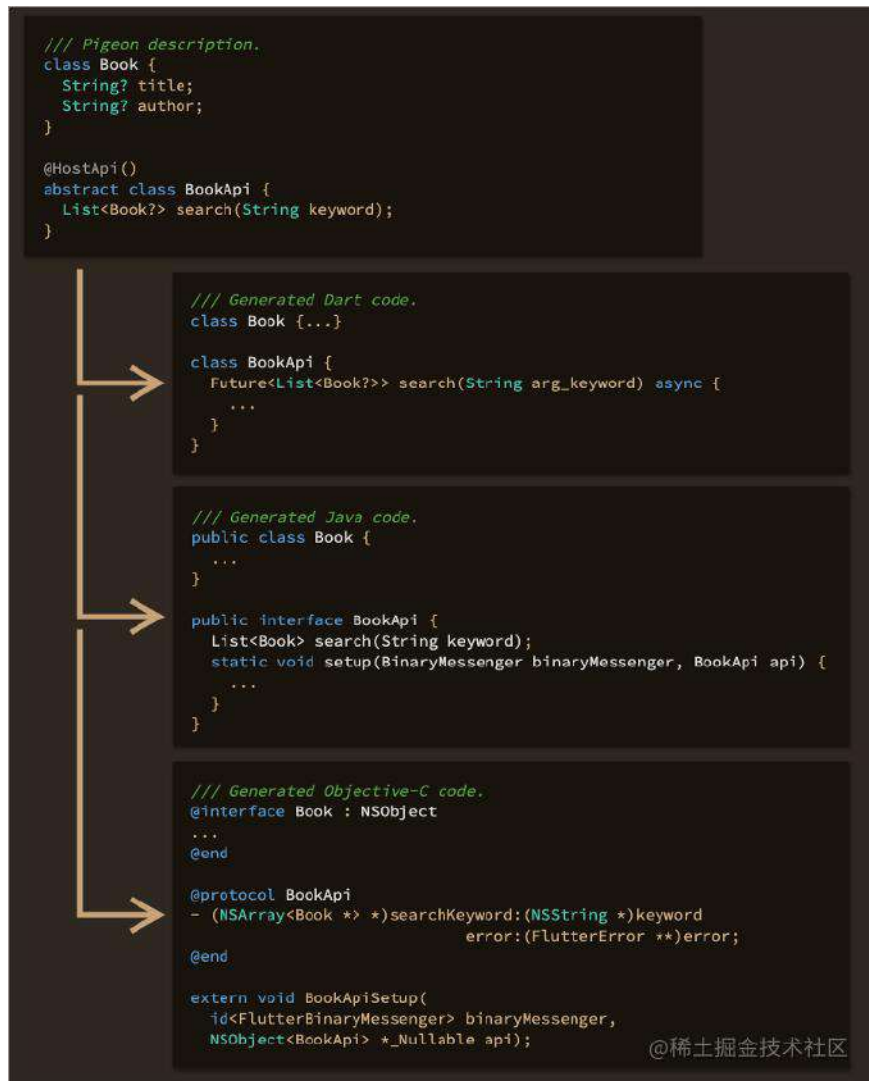 /// Pigeon description.
class Book {
  String? title;
  String? author;
}

@HostApi()
abstract class BookApi {
  List<Book?> search(String keyword);
}

/// Generated Dart code.
class Book {...}

class BookApi {
  Future<List<Book?>> search(String arg_keyword) async {
    ...
  }
}

/// Generated Java code.
public class Book {
  ...
}

public interface BookApi {
  List<Book> search(String keyword);
  static void setup(BinaryMessenger binaryMessenger, BookApi api) {
    ...
  }
}

/// Generated Objective-C code.
@interface Book : NSObject
...
@end

@protocol BookApi
- (NSArray<Book *> *)searchKeyword:(NSString *)keyword
                             error:(FlutterError **)error;
@end

extern void BookApiSetup(
  id<FlutterBinaryMessenger> binaryMessenger,
  NSObject<BookApi> *_Nullable api);
@稀土掘金技术社区